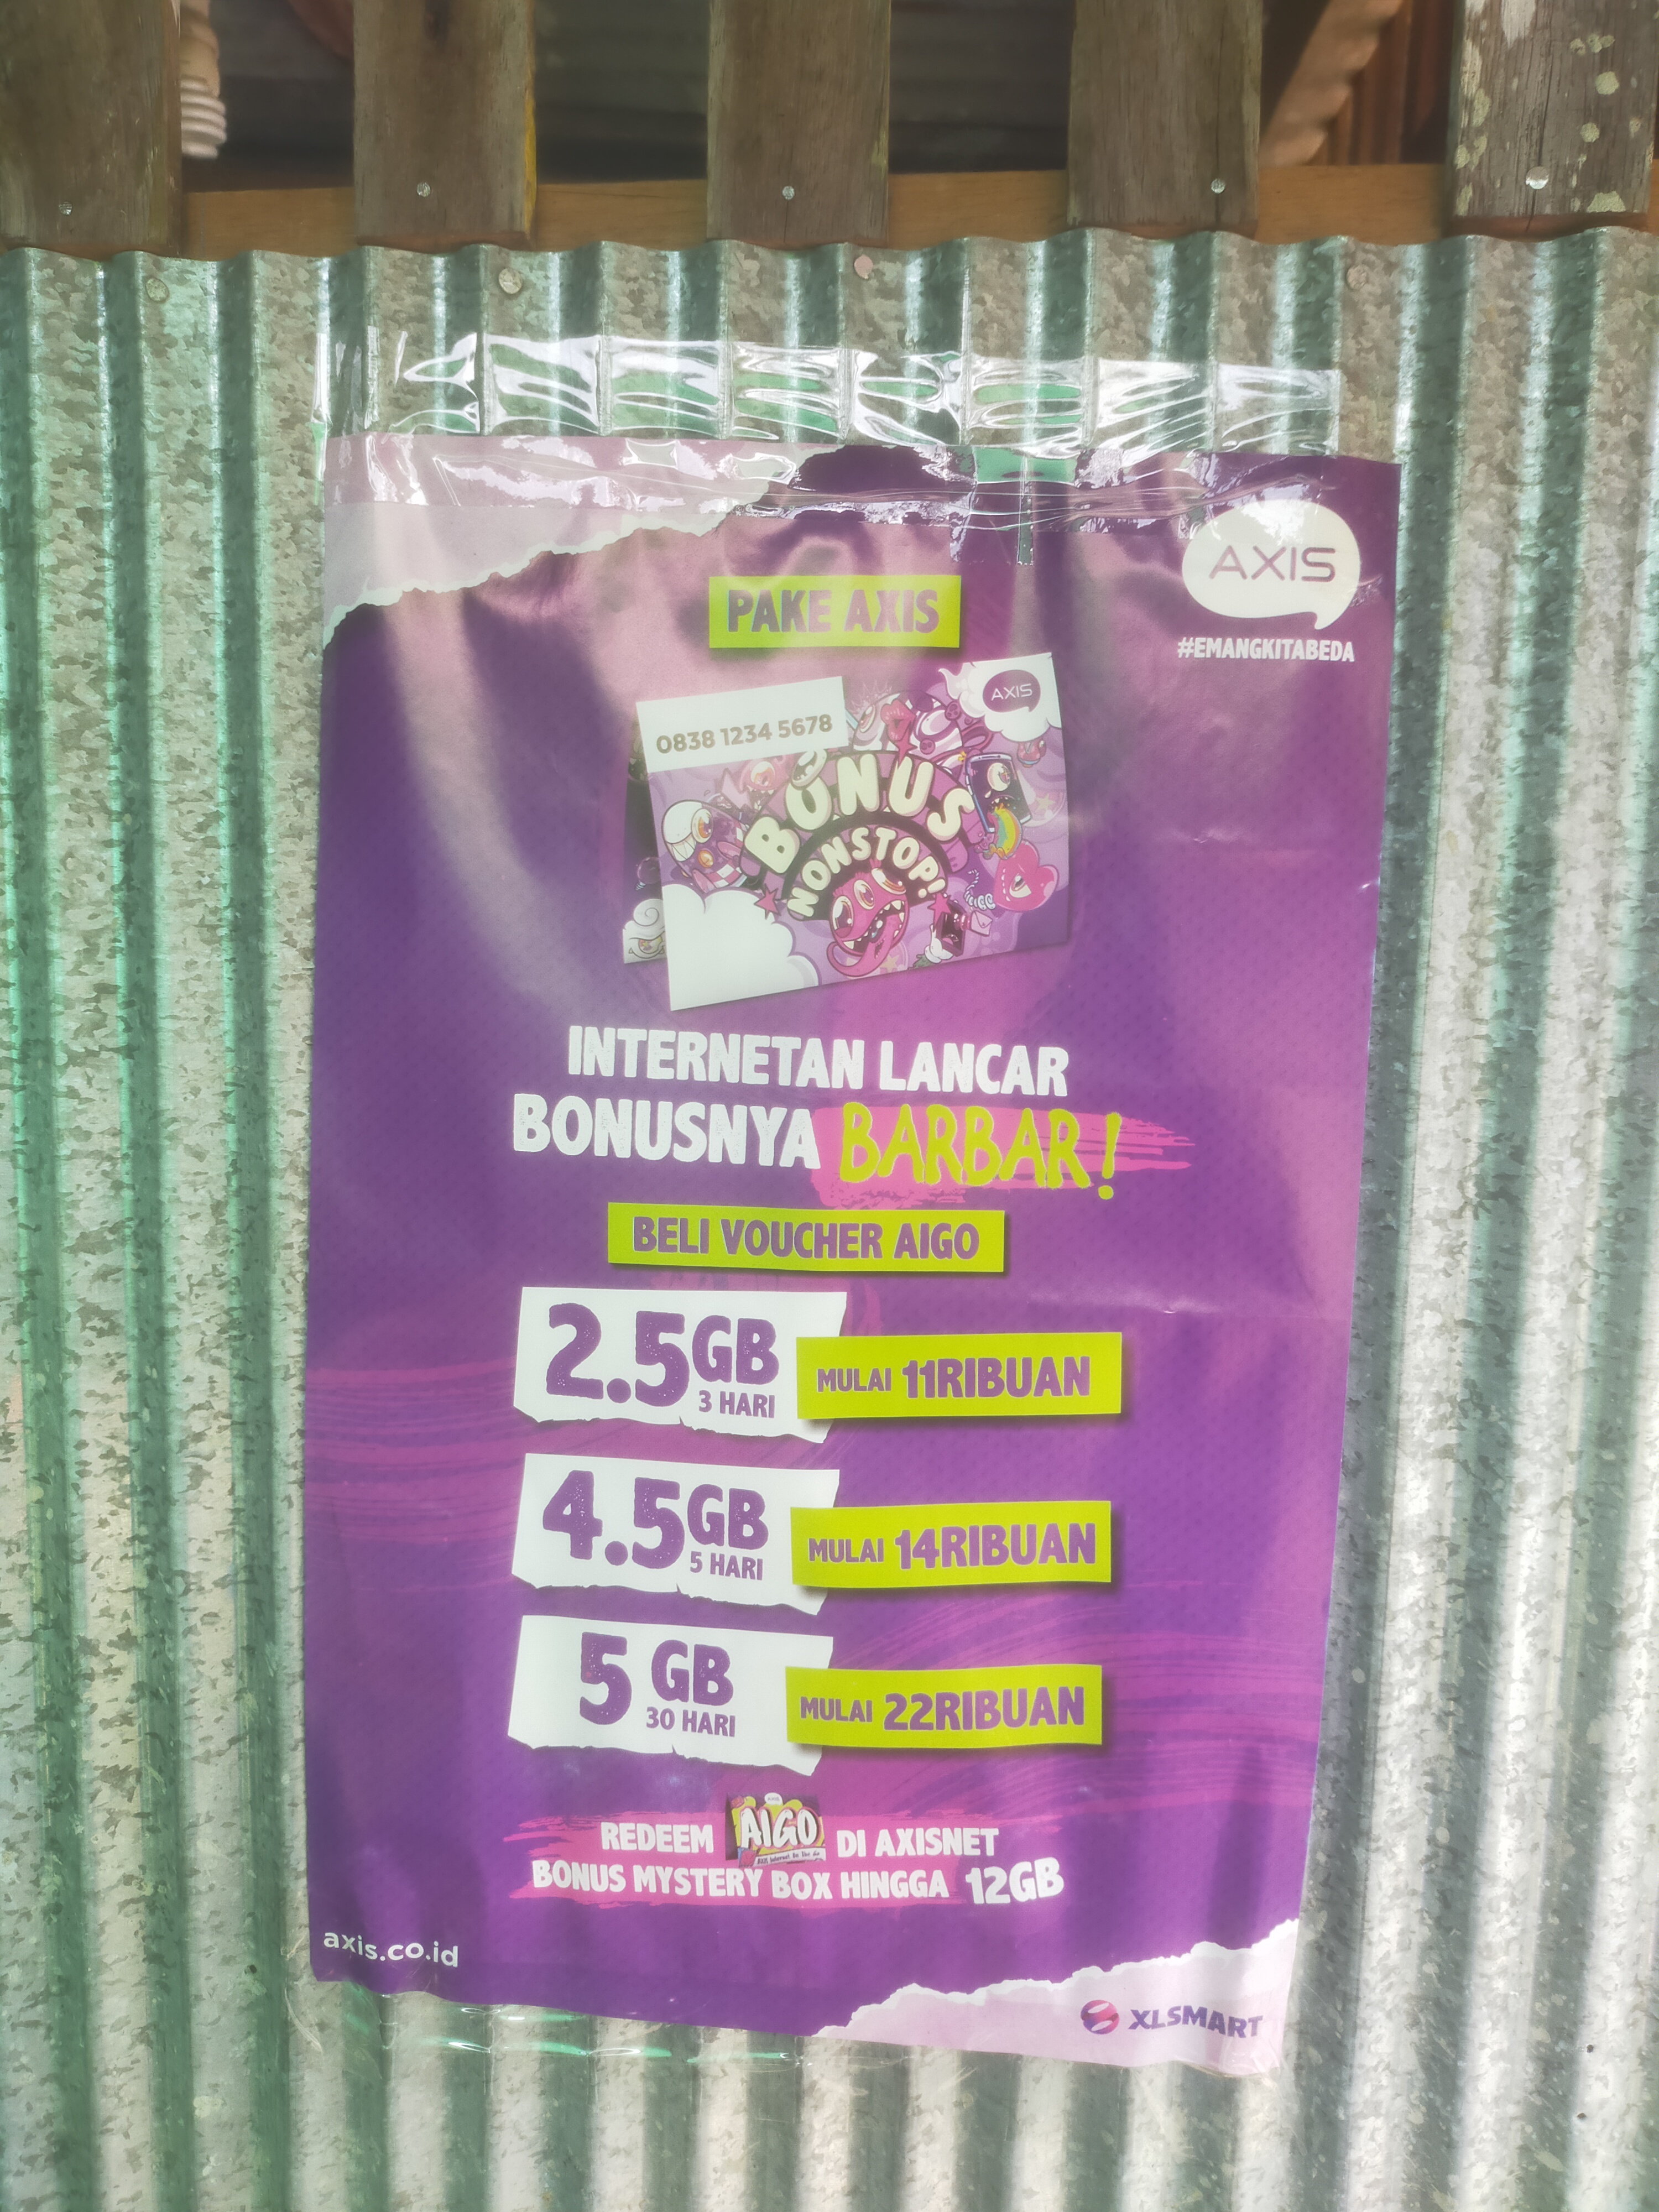 AXIS
#EMANGKITABEDA
PAKE AXIS
AXIS
0838 1234 5678
BONUS
NONSTOP!
INTERNETAN LANCAR
BONUSNYA BARBAR!
BELI VOUCHER AIGO
2.5GB
3 HARI
MULAI 11RIBUAN
4.5GB
5 HARI
MULAI 14RIBUAN
5 GB
30 HARI
MULAI 22RIBUAN
REDEEM AIGO DI AXISNET
BONUS MYSTERY BOX HINGGA 12GB
axis.co.id
XLSMART